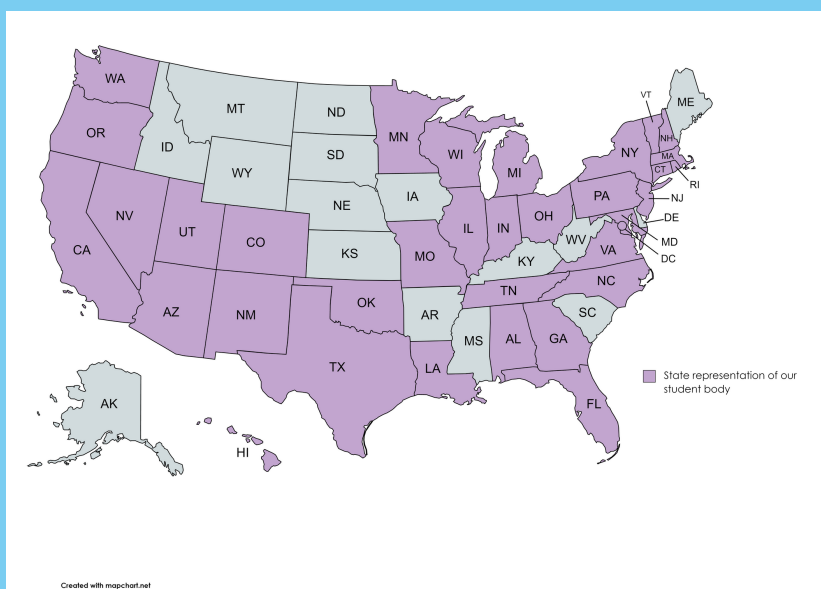 WA
MT
ND
MN
VT
ME
OR
ID
SD
WI
NY
NH
MA
CT
RI
WY
MI
IA
PA
NJ
NE
OH
DE
NV
UT
IL
IN
WV
MD
CA
CO
KS
MO
KY
VA
DC
NC
TN
AZ
NM
OK
AR
SC
MS
AL
GA
TX
LA
State representation of our
student body
AK
FL
HI
Created with mapchart.net